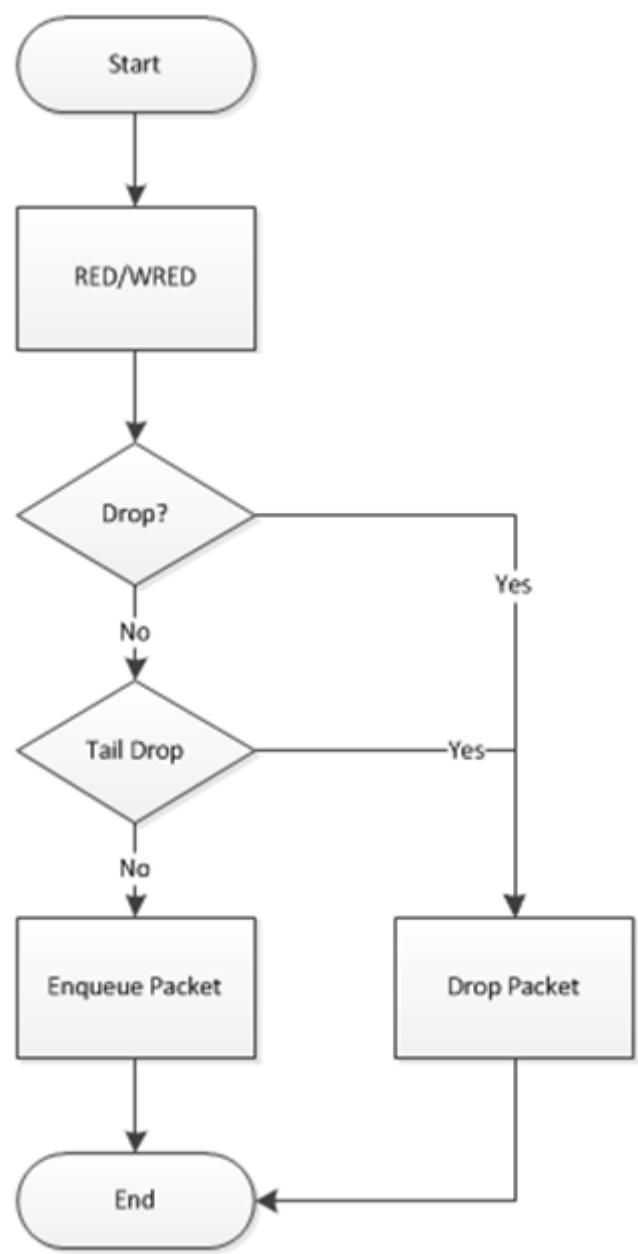 Start
RED/WRED
Drop?
Yes
No
Tail Drop
Yes
No
Enqueue Packet
Drop Packet
End